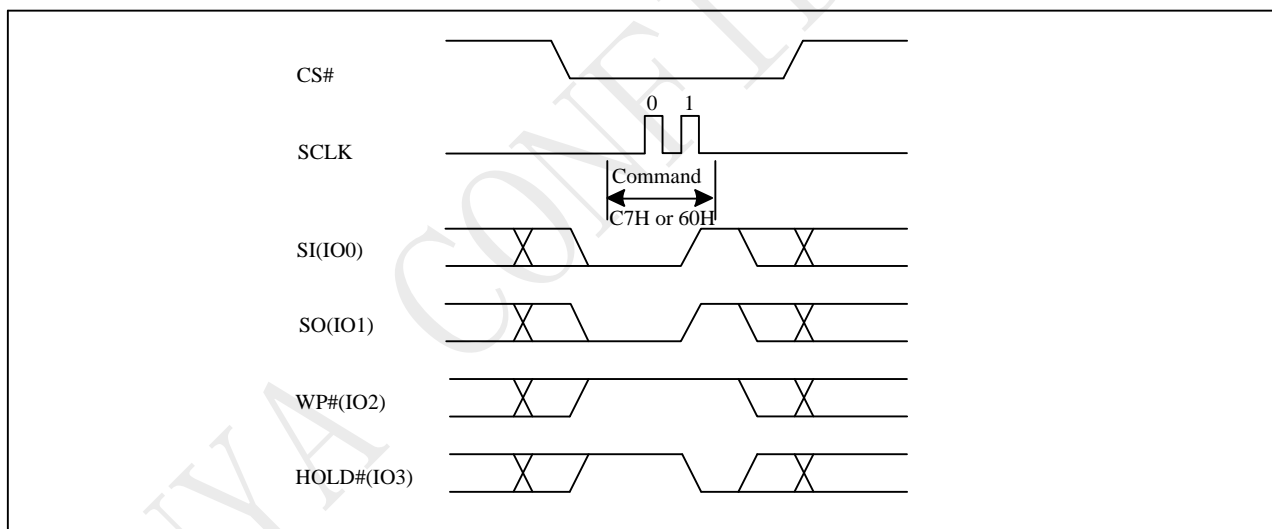 CS#
0 1
SCLK
Command
C7H or 60H
SI(IO0)
SO(IO1)
WP#(IO2)
HOLD#(IO3)